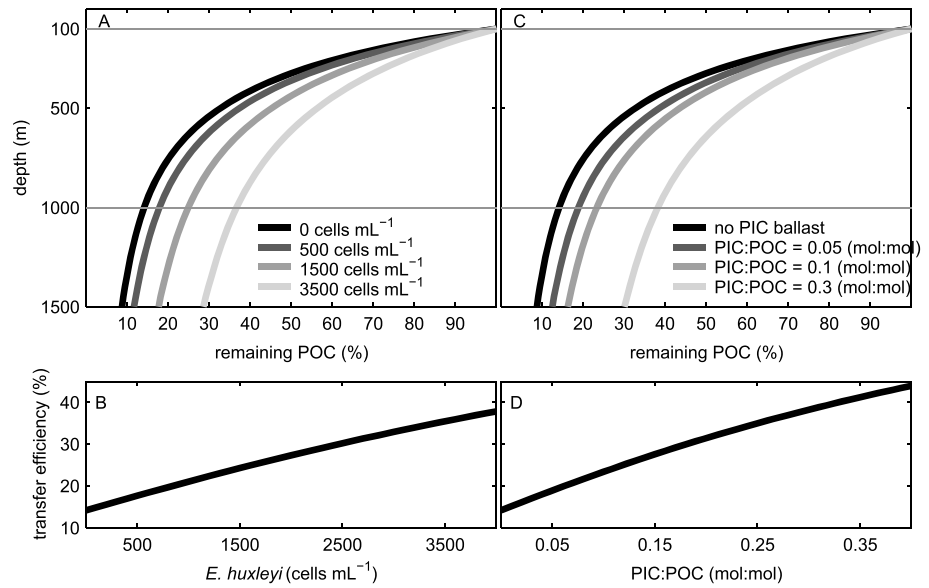 A
C
100
500
1000
1500
depth (m)
0 cells mL⁻¹
500 cells mL⁻¹
1500 cells mL⁻¹
3500 cells mL⁻¹
no PIC ballast
PIC:POC = 0.05 (mol:mol)
PIC:POC = 0.1 (mol:mol)
PIC:POC = 0.3 (mol:mol)
10 20 30 40 50 60 70 80 90
10 20 30 40 50 60 70 80 90
remaining POC (%)
remaining POC (%)
B
D
transfer efficiency (%)
40
30
20
10
500 1500 2500 3500
0.05 0.15 0.25 0.35
E. huxleyi (cells mL⁻¹)
PIC:POC (mol:mol)